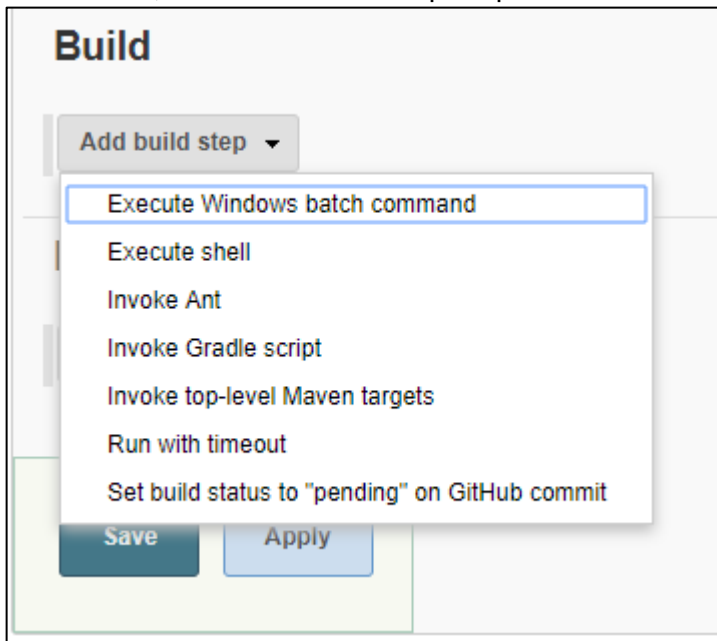 Build
Add build step
Execute Windows batch command
Execute shell
Invoke Ant
Invoke Gradle script
Invoke top-level Maven targets
Run with timeout
Set build status to "pending" on GitHub commit
Save Apply